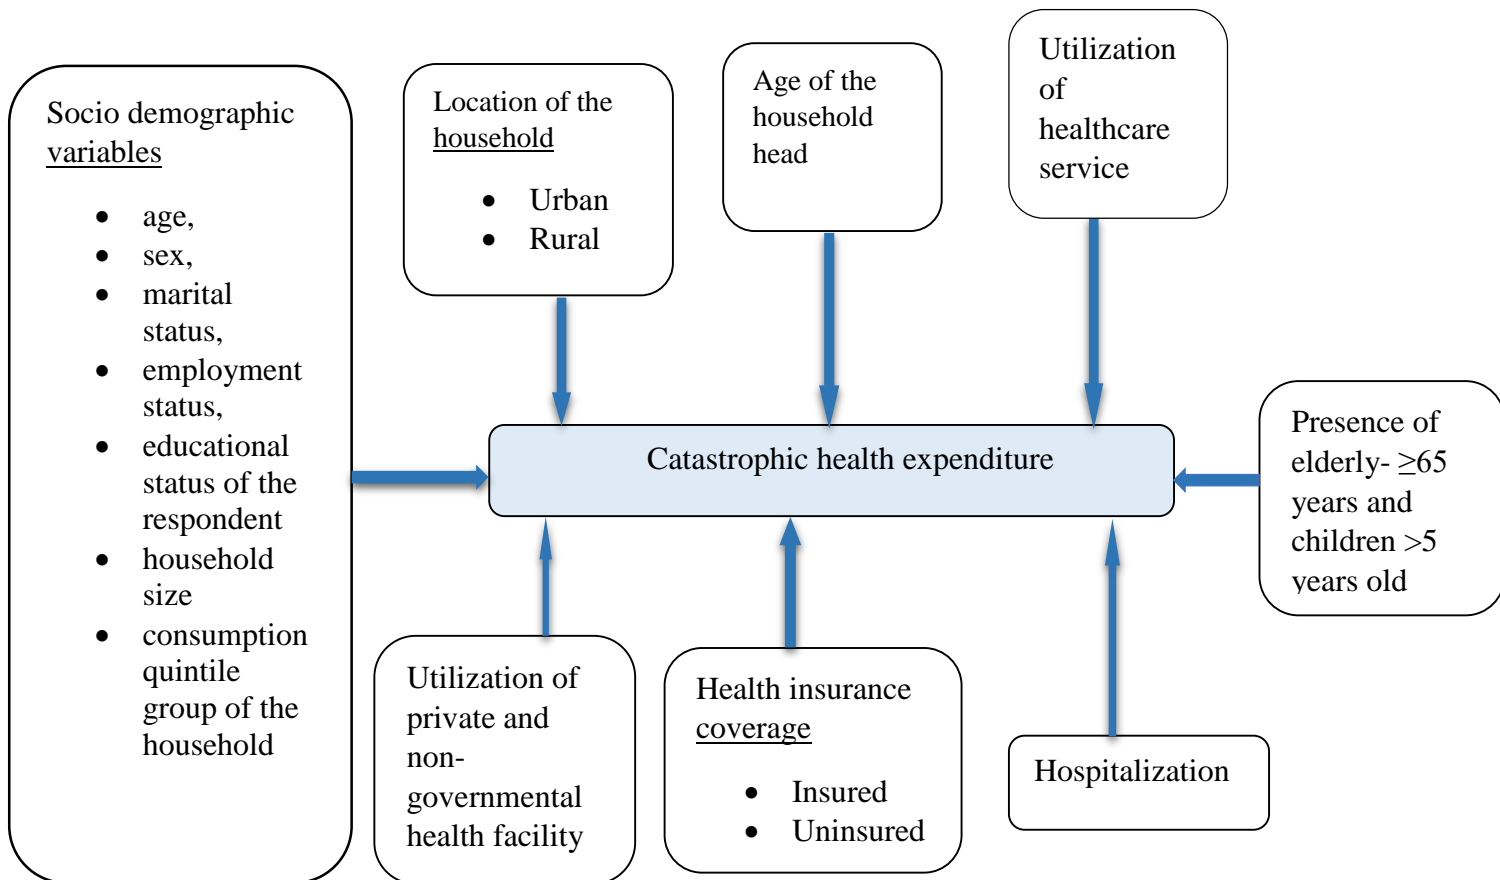 Socio demographic
variables
• age,
• sex,
• marital
status,
• employment
status,
• educational
status of the
respondent
• household
size
• consumption
quintile
group of the
household
Location of the
household
• Urban
• Rural
Age of the
household
head
Utilization
of
healthcare
service
Catastrophic health expenditure
Presence of
elderly- ≥65
years and
children >5
years old
Utilization of
private and
non-
governmental
health facility
Health insurance
coverage
• Insured
• Uninsured
Hospitalization